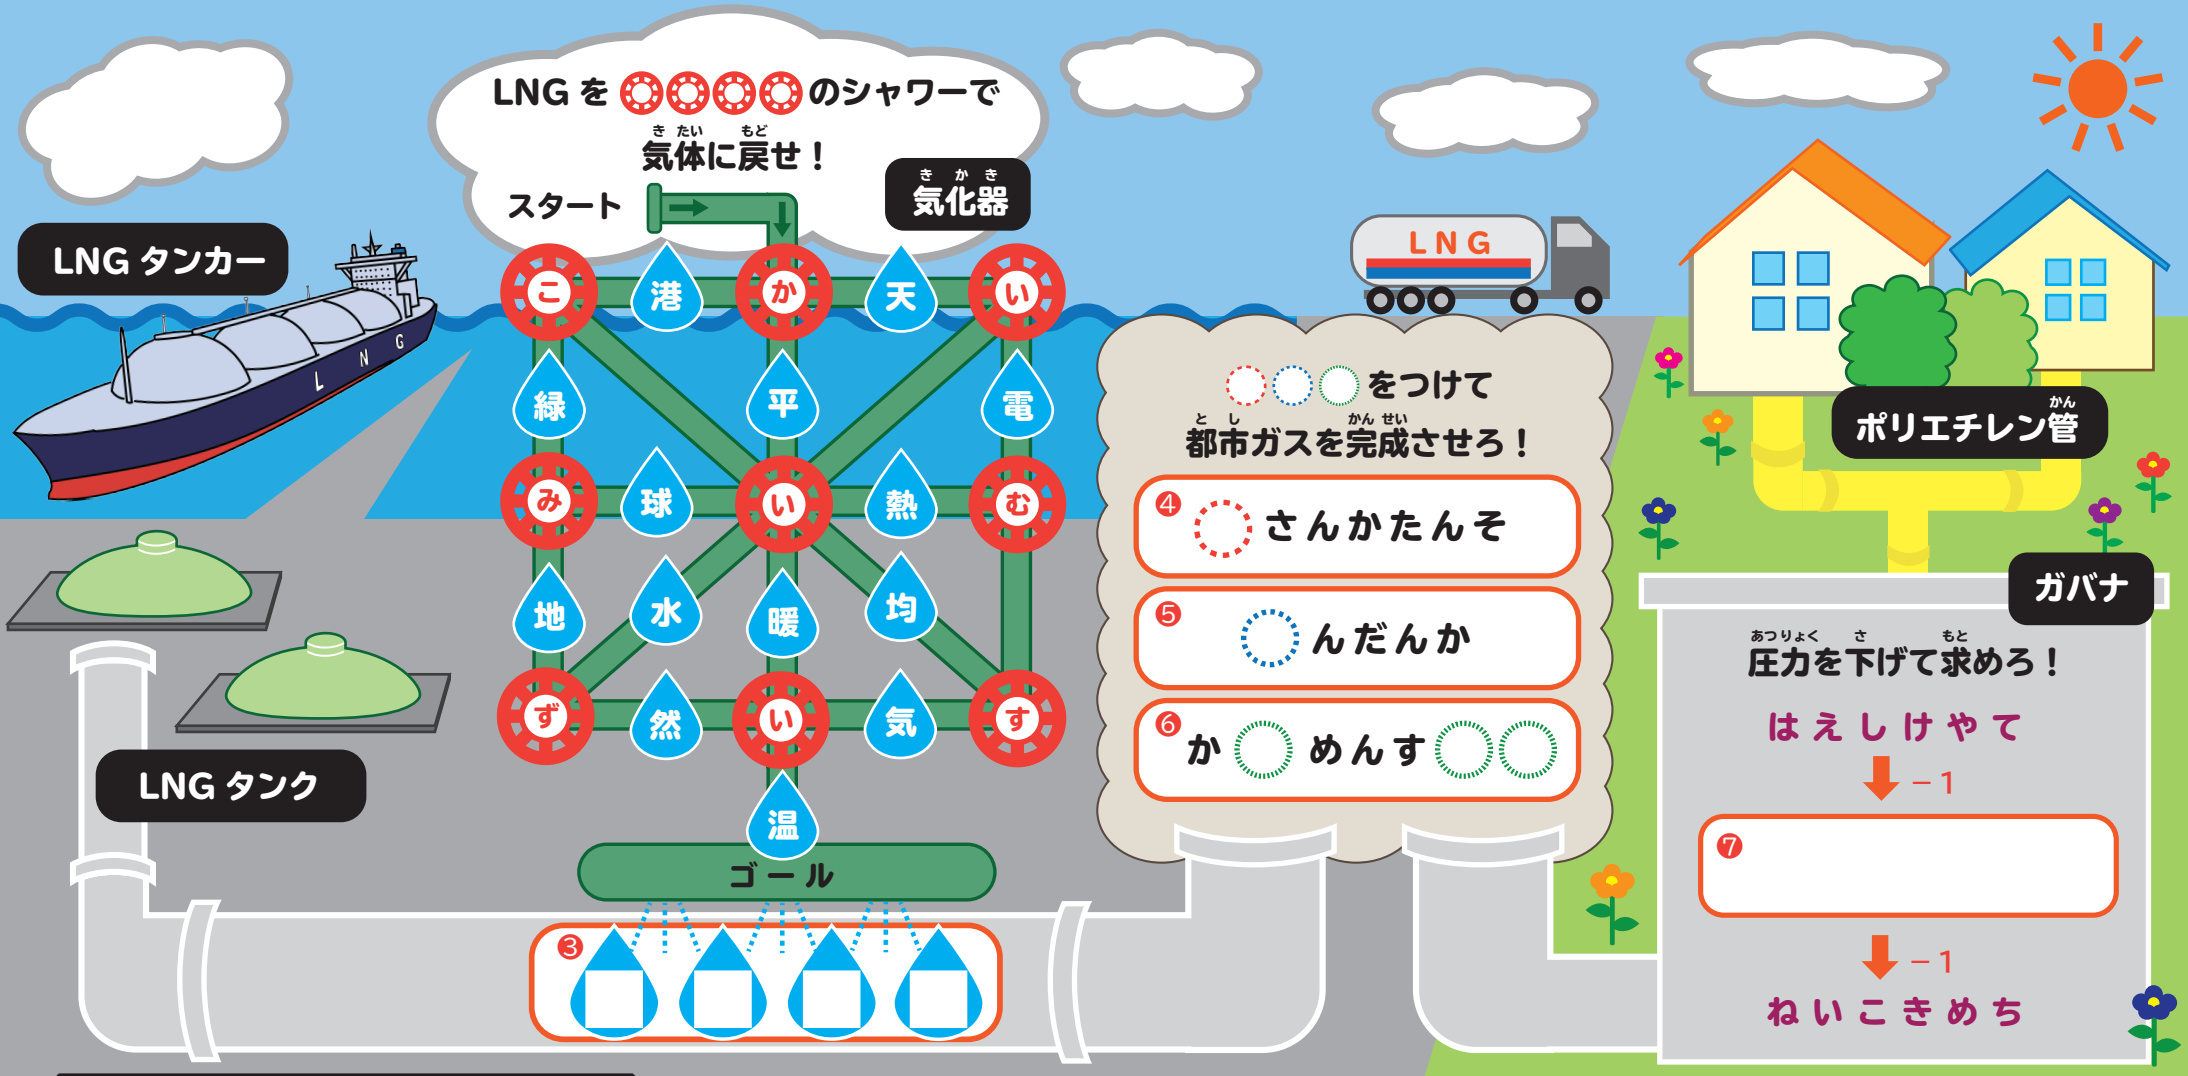 LNG を のシャワーで
き たい もど
気体に戻せ！
スタート
き か き
気化器
LNG タンカー
L N G
L N G
こ 港 か 天 い
緑 平 電
み 球 い 熱 む
地 水 暖 均
ず 然 い 気 す
温
ゴール
LNG タンク
❸
をつけて
と し かん せい
都市ガスを完成させろ！
❹ さんかたんそ
❺ んだんか
❻ か めんす
かん
ポリエチレン管
ガバナ
あつ りょく さ もと
圧力を下げて求めろ！
はえしけやて
−1
❼
−1
ねいこきめち